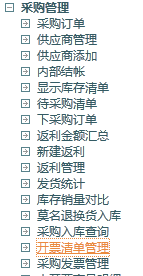 采购管理
采购订单
供应商管理
供应商添加
内部结帐
显示库存清单
待采购清单
下采购订单
返利金额汇总
新建返利
返利管理
发货统计
库存销量对比
莫名退换货入库
采购入库查询
开票清单管理
采购发票管理